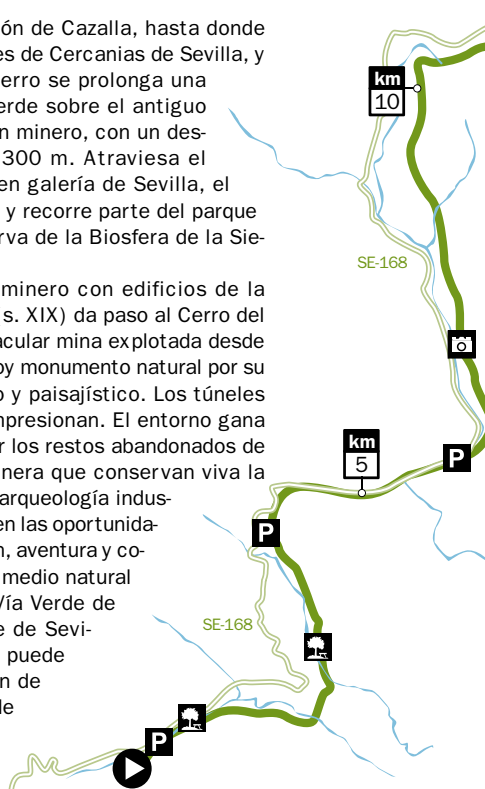 ón de Cazalla, hasta donde
es de Cercanias de Sevilla, y
erro se prolonga una
erde sobre el antiguo
n minero, con un des-
300 m. Atraviesa el
en galería de Sevilla, el
y recorre parte del parque
rva de la Biosfera de la Sie-
minero con edificios de la
s. XIX) da paso al Cerro del
acular mina explotada desde
oy monumento natural por su
o y paisajístico. Los túneles
mpresionan. El entorno gana
r los restos abandonados de
nera que conservan viva la
arqueología indus-
en las oportunida-
n, aventura y co-
medio natural
Vía Verde de
e de Sevi-
puede
n de
de
km
10
SE-168
km
5
P
P
SE-168
P